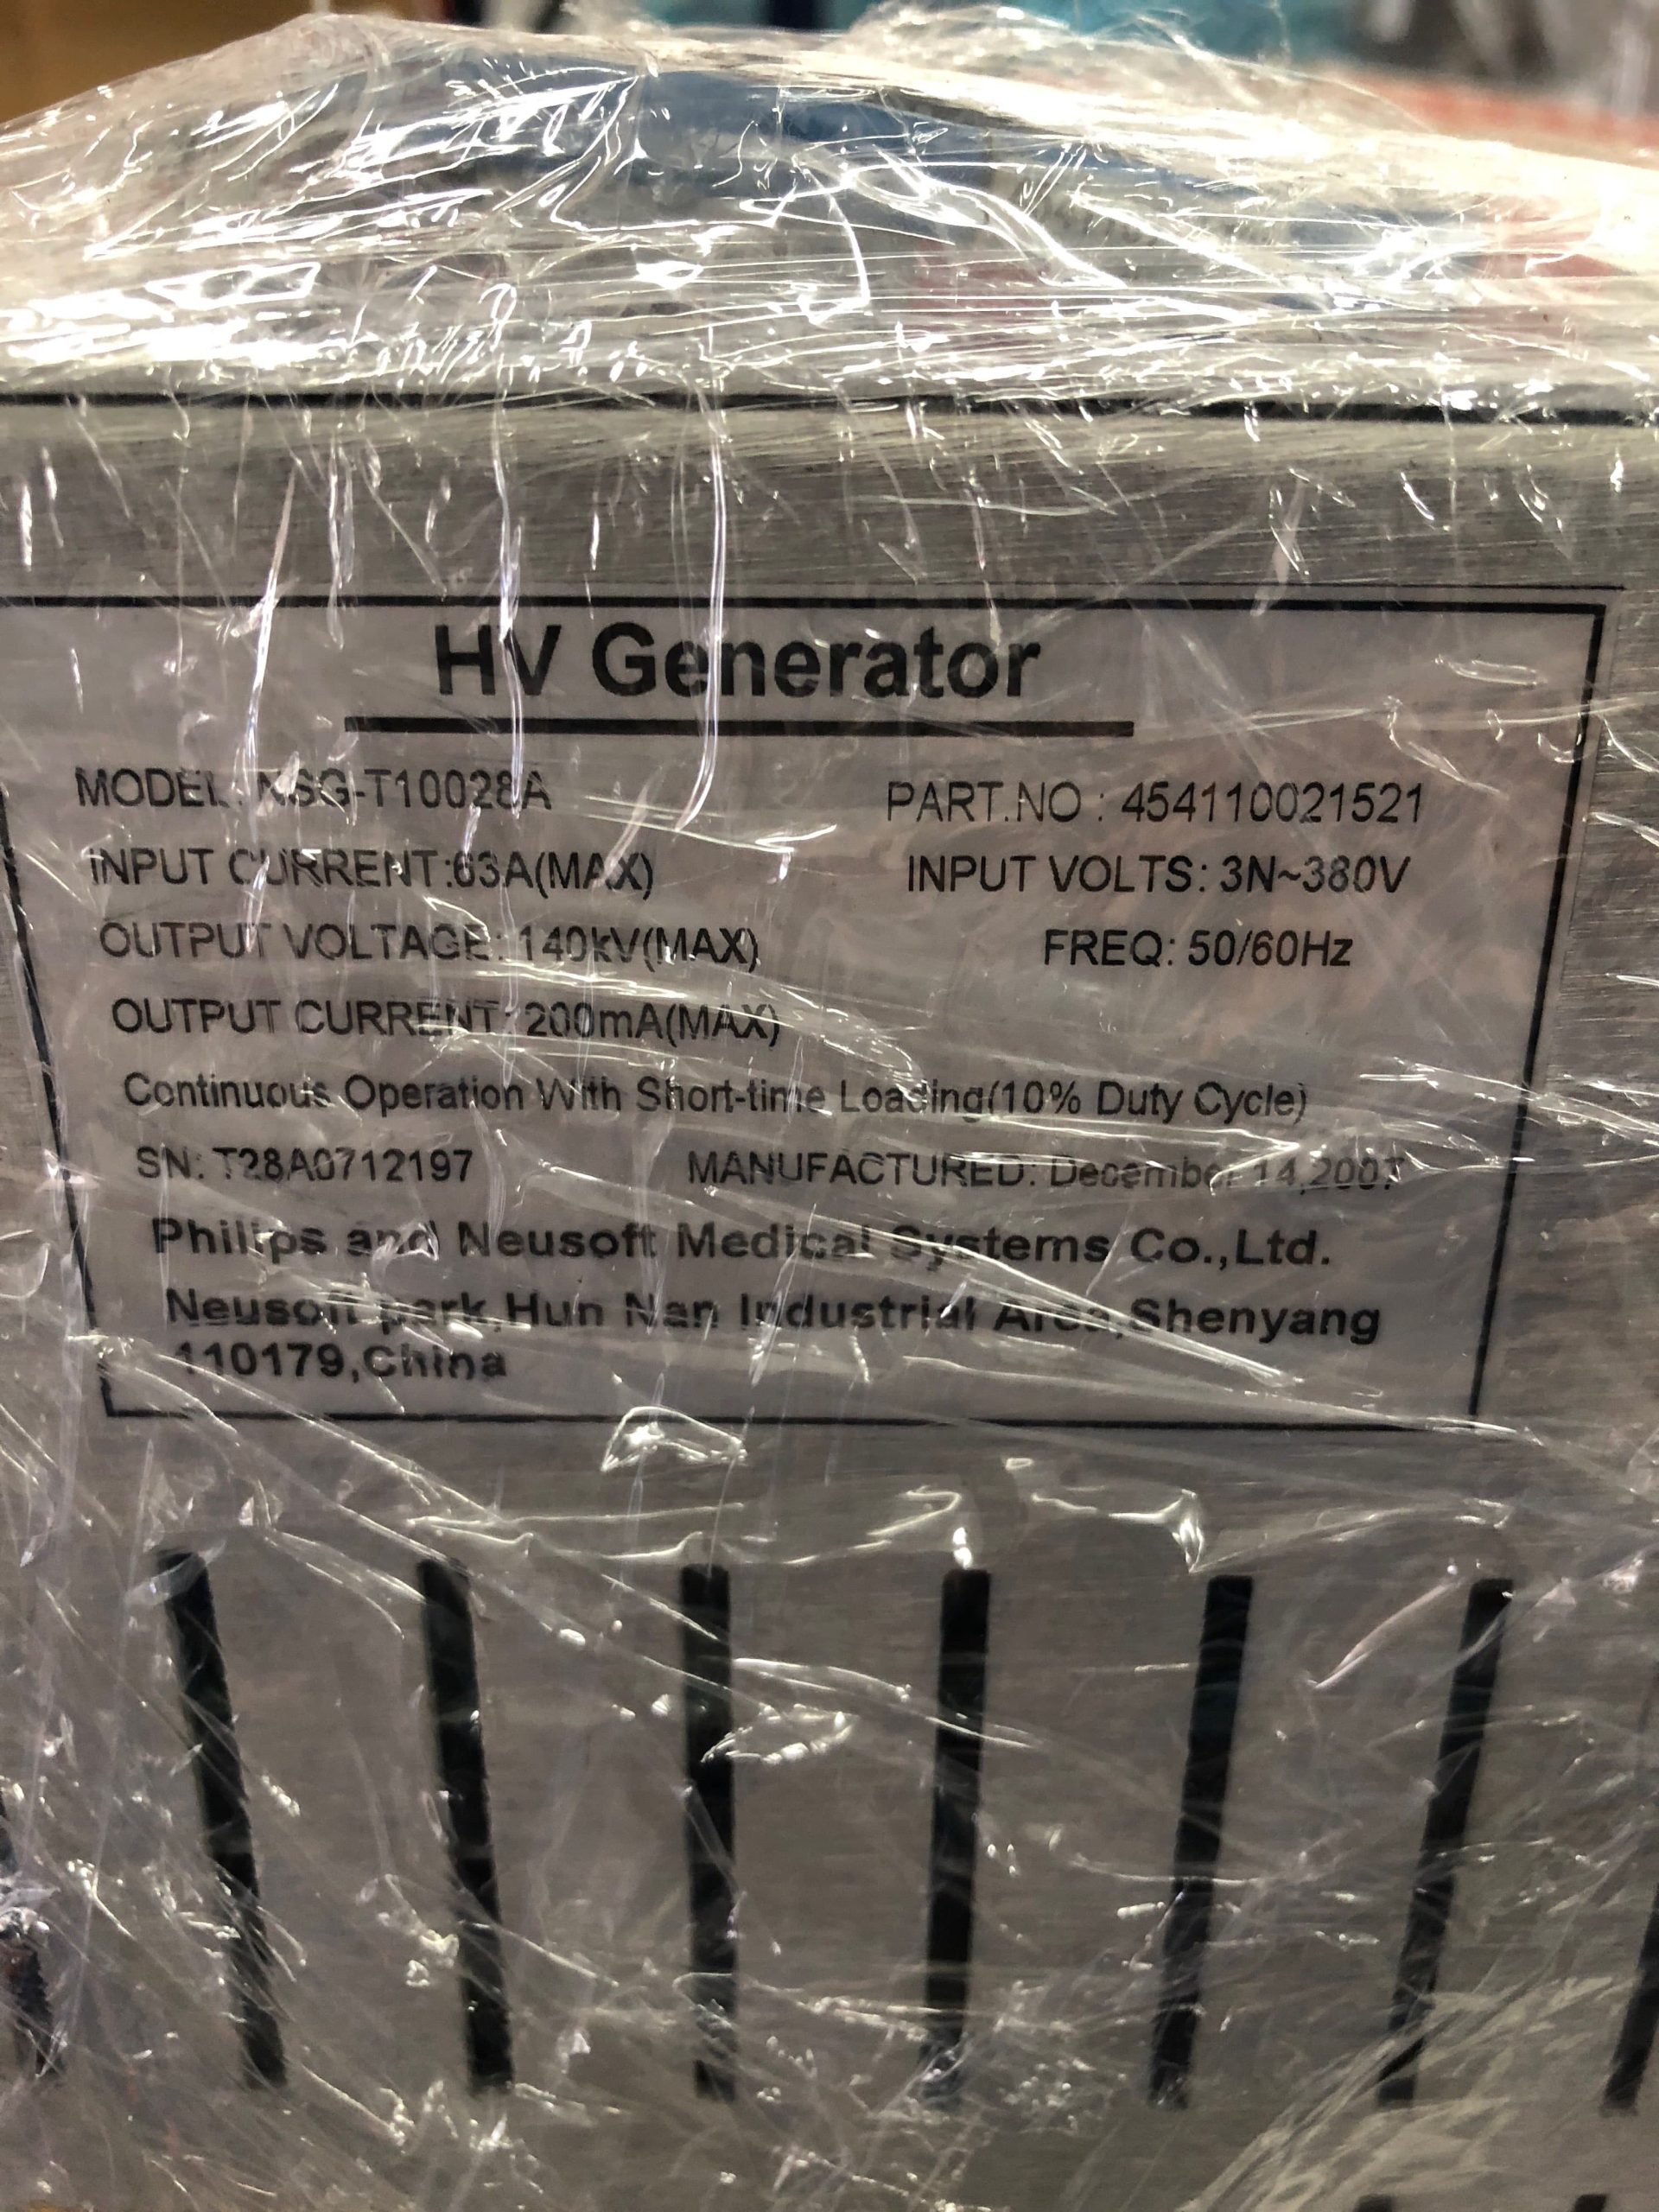 HV Generator
MODEL: NSG-T10028A PART.NO : 454110021521
INPUT CURRENT:63A(MAX) INPUT VOLTS: 3N~380V
OUTPUT VOLTAGE: 140kV(MAX) FREQ: 50/60Hz
OUTPUT CURRENT: 200mA(MAX)
Continuous Operation With Short-time Loading(10% Duty Cycle)
SN: T28A0712197 MANUFACTURED: December 14,2007
Philips and Neusoft Medical Systems Co.,Ltd.
Neusoft park,Hun Nan Industrial Area,Shenyang
110179,China